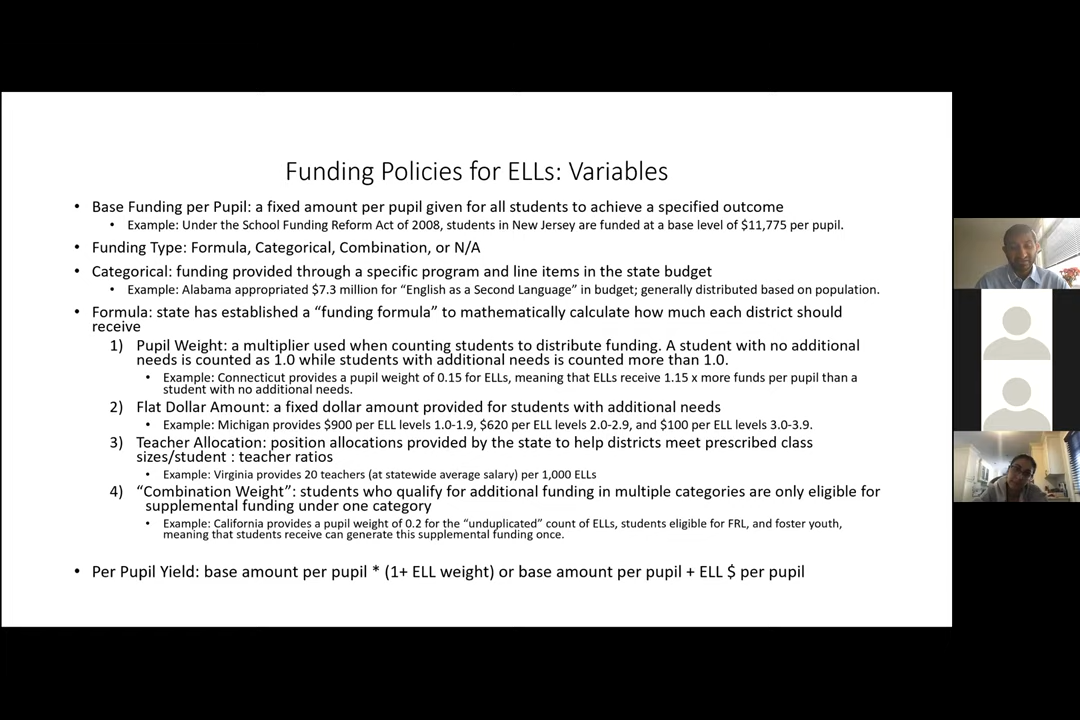 Funding Policies for ELLs: Variables
• Base Funding per Pupil: a fixed amount per pupil given for all students to achieve a specified outcome
• Example: Under the School Funding Reform Act of 2008, students in New Jersey are funded at a base level of $11,775 per pupil.
• Funding Type: Formula, Categorical, Combination, or N/A
• Categorical: funding provided through a specific program and line items in the state budget
• Example: Alabama appropriated $7.3 million for “English as a Second Language” in budget; generally distributed based on population.
• Formula: state has established a “funding formula” to mathematically calculate how much each district should
receive
1) Pupil Weight: a multiplier used when counting students to distribute funding. A student with no additional
needs is counted as 1.0 while students with additional needs is counted more than 1.0.
• Example: Connecticut provides a pupil weight of 0.15 for ELLs, meaning that ELLs receive 1.15 x more funds per pupil than a
student with no additional needs.
2) Flat Dollar Amount: a fixed dollar amount provided for students with additional needs
• Example: Michigan provides $900 per ELL levels 1.0-1.9, $620 per ELL levels 2.0-2.9, and $100 per ELL levels 3.0-3.9.
3) Teacher Allocation: position allocations provided by the state to help districts meet prescribed class
sizes/student : teacher ratios
• Example: Virginia provides 20 teachers (at statewide average salary) per 1,000 ELLs
4) “Combination Weight”: students who qualify for additional funding in multiple categories are only eligible for
supplemental funding under one category
• Example: California provides a pupil weight of 0.2 for the “unduplicated” count of ELLs, students eligible for FRL, and foster youth,
meaning that students receive can generate this supplemental funding once.
• Per Pupil Yield: base amount per pupil * (1+ ELL weight) or base amount per pupil + ELL $ per pupil